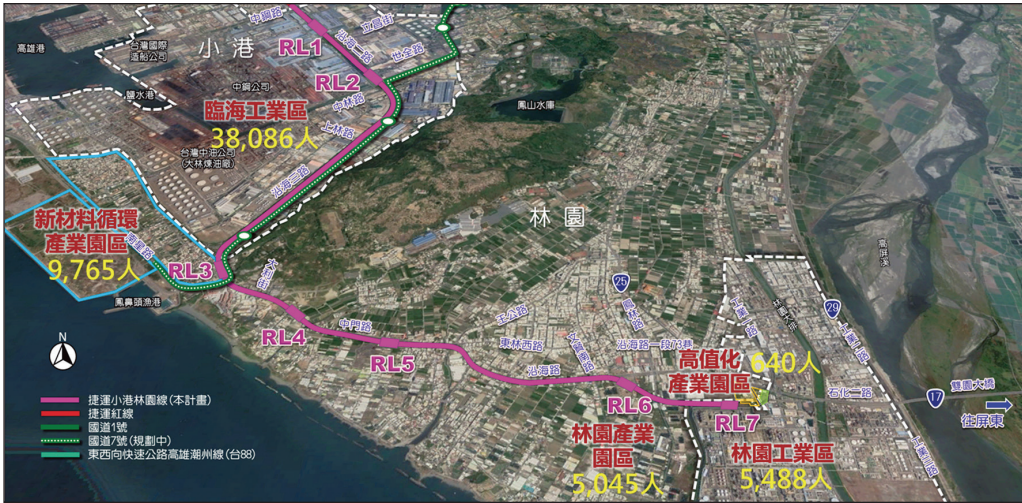 中鋼路
立昌街
高雄港
台灣國際
造船公司
小港
RL1
沿海二路
世全路
RL2
中鋼公司
鹽水港
中林路
鳳山水庫
臨海工業區
38,086人
上林路
台灣中油公司
(大林煉油廠)
沿海三路
新材料循環
產業園區
9,765人
南星路
林園
RL3
鳳鼻頭漁港
高屏溪
25
29
N
RL4
中門路
RL5
王公路
鳳林路
東林西路
沿海路一段73巷
沿海路
工業一路
林園大排
工業二路
高值化
產業園區
640人
石化二路
雙園大橋
17
往屏東
RL6
RL7
林園產業
園區
5,045人
林園工業區
5,488人
捷運小港林園線(本計畫)
捷運紅線
國道1號
國道7號(規劃中)
東西向快速公路高雄潮州線(台88)